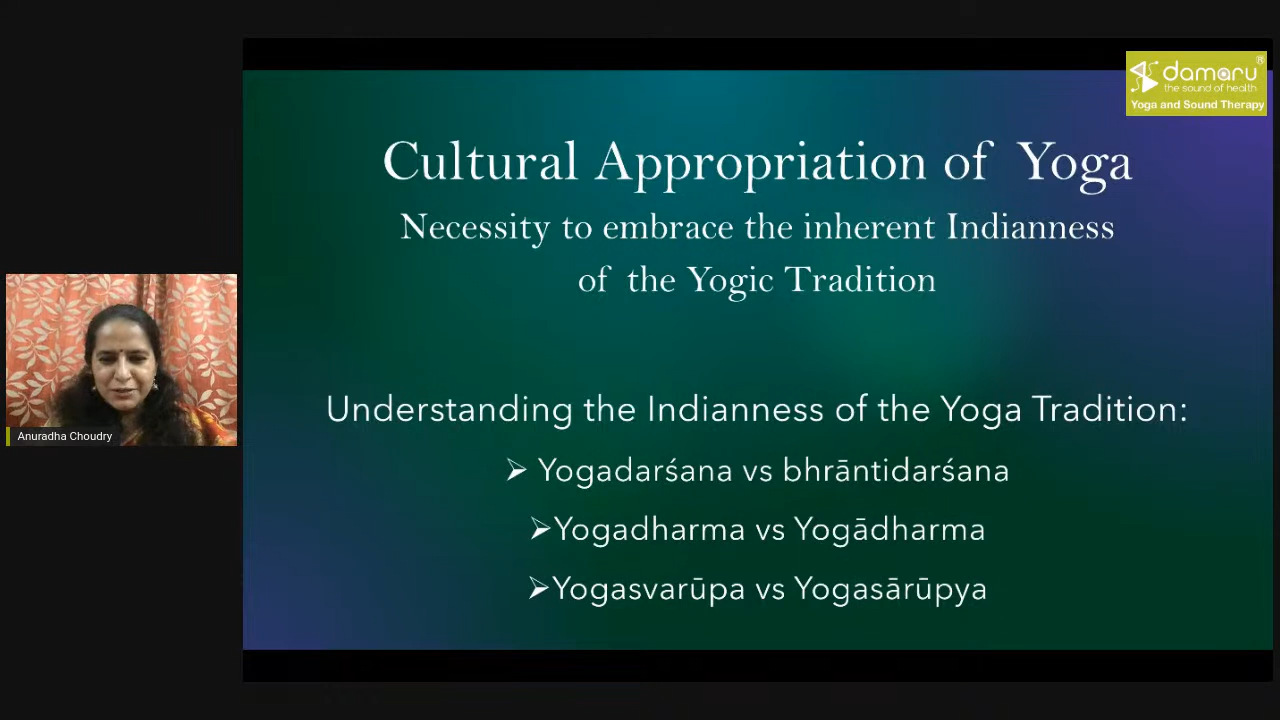 damaru®
the sound of health
Yoga and Sound Therapy
Cultural Appropriation of Yoga
Necessity to embrace the inherent Indianness
of the Yogic Tradition
Understanding the Indianness of the Yoga Tradition:
➢ Yogadarśana vs bhrāntidarśana
➢Yogadharma vs Yogādharma
➢Yogasvarūpa vs Yogasārūpya
Anuradha Choudry